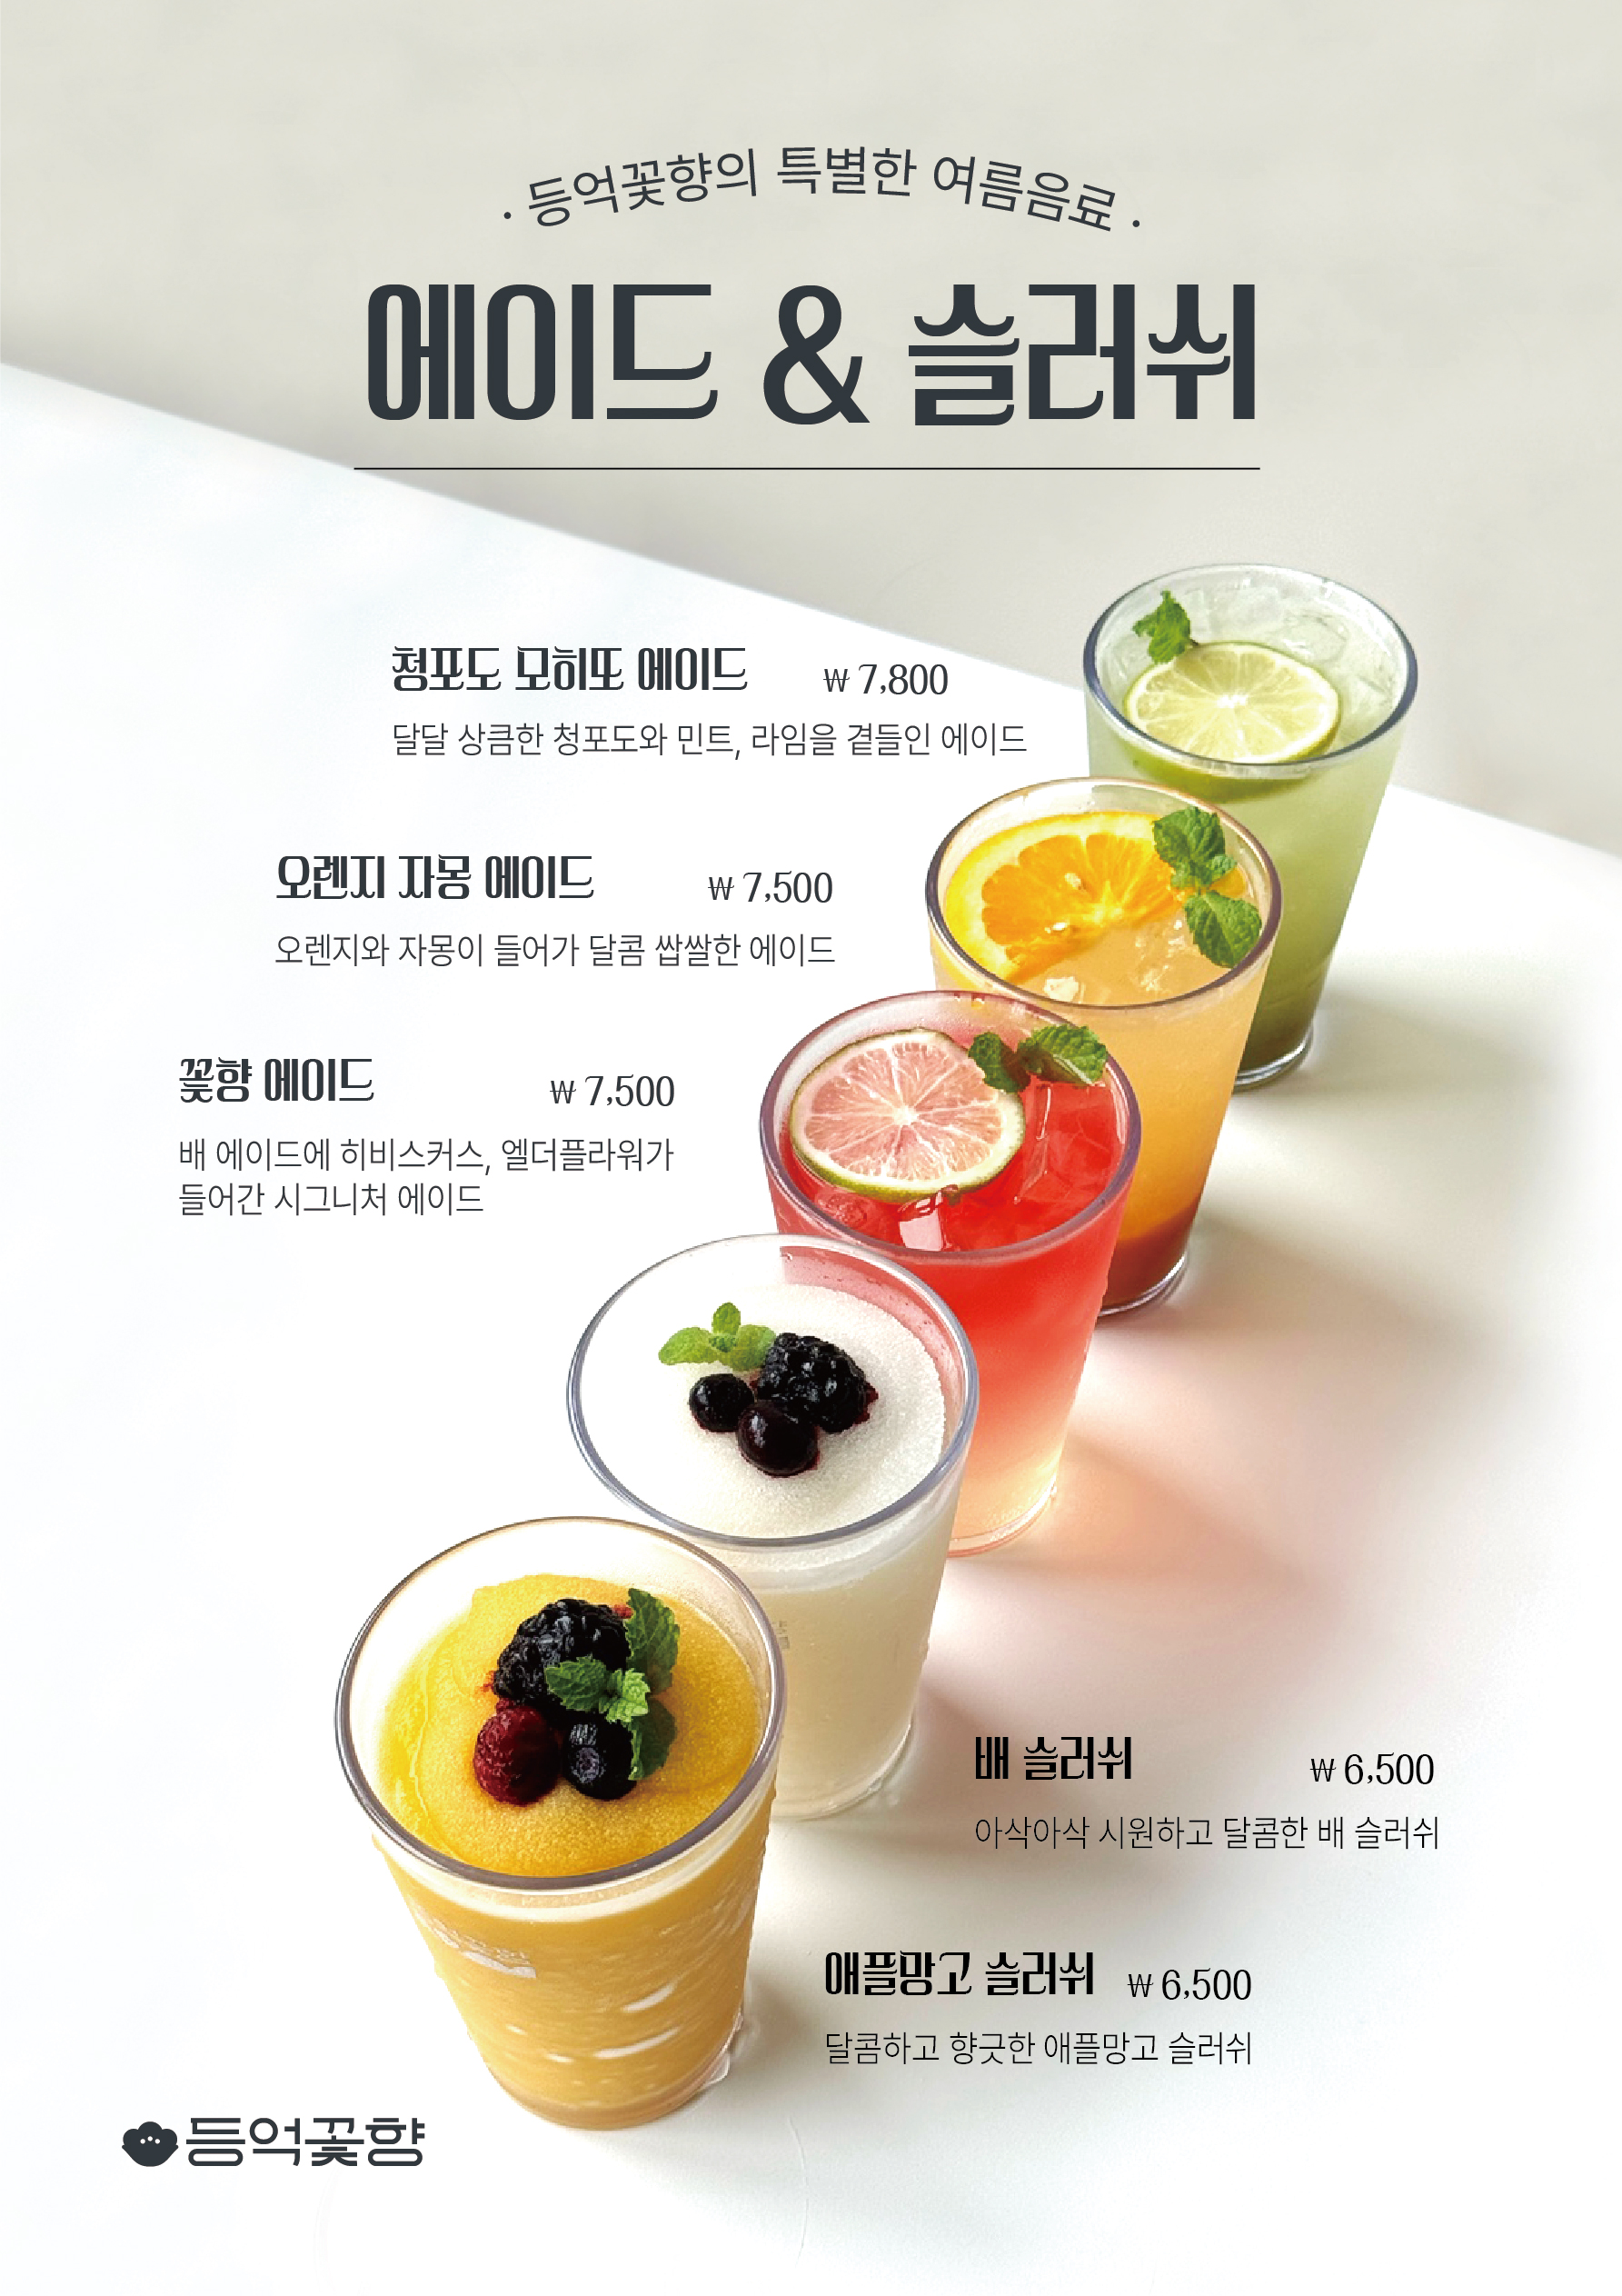 · 등억꽃향의 특별한 여름음료 ·
에이드 & 슬러쉬
청포도 모히또 에이드 ₩ 7,800
달달 상큼한 청포도와 민트, 라임을 곁들인 에이드
오렌지 자몽 에이드 ₩ 7,500
오렌지와 자몽이 들어가 달콤 쌉쌀한 에이드
꽃향 에이드 ₩ 7,500
배 에이드에 히비스커스, 엘더플라워가
들어간 시그니처 에이드
배 슬러쉬 ₩ 6,500
아삭아삭 시원하고 달콤한 배 슬러쉬
애플망고 슬러쉬 ₩ 6,500
달콤하고 향긋한 애플망고 슬러쉬
등억꽃향